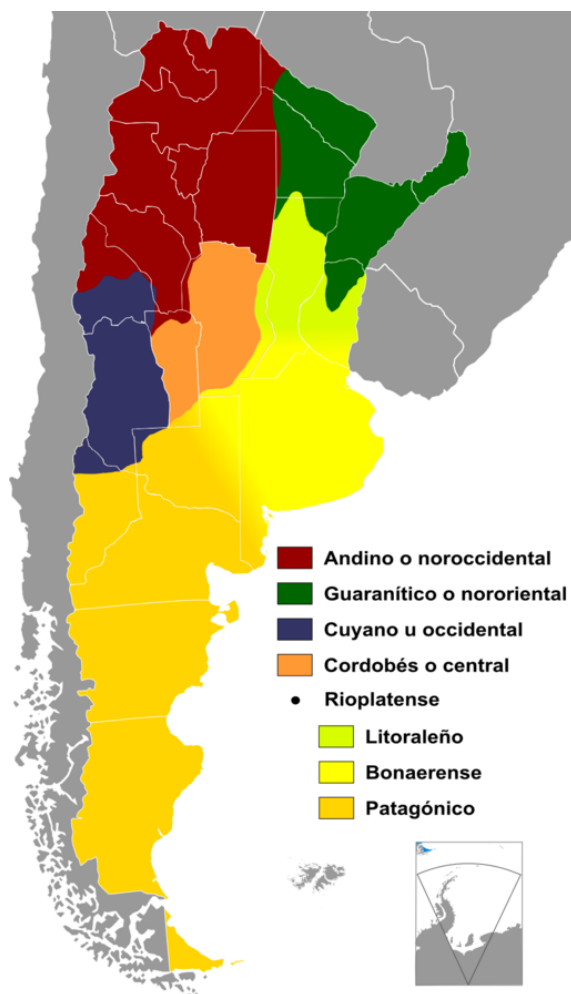 Andino o noroccidental
Guaranítico o nororiental
Cuyano u occidental
Cordobés o central
Rioplatense
Litoraleño
Bonaerense
Patagónico